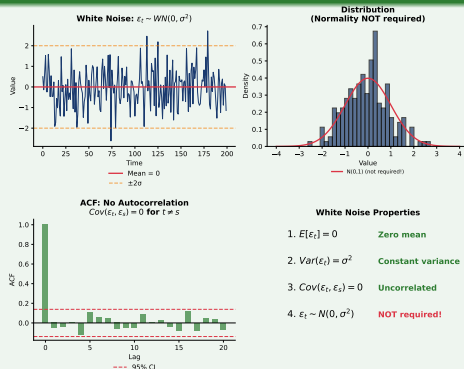 White Noise: εₜ ~ WN(0, σ²)
Value
2
1
0
−1
−2
0 25 50 75 100 125 150 175 200
Time
Mean = 0
±2σ
Distribution
(Normality NOT required)
Density
0.7
0.6
0.5
0.4
0.3
0.2
0.1
0.0
−4 −3 −2 −1 0 1 2 3 4
Value
N(0,1) (not required!)
ACF: No Autocorrelation
Cov(εₜ, εₛ) = 0 for t ≠ s
ACF
1.0
0.8
0.6
0.4
0.2
0.0
0 5 10 15 20
Lag
95% CI
White Noise Properties
1. E[εₜ] = 0 Zero mean
2. Var(εₜ) = σ² Constant variance
3. Cov(εₜ, εₛ) = 0 Uncorrelated
4. εₜ ~ N(0, σ²) NOT required!